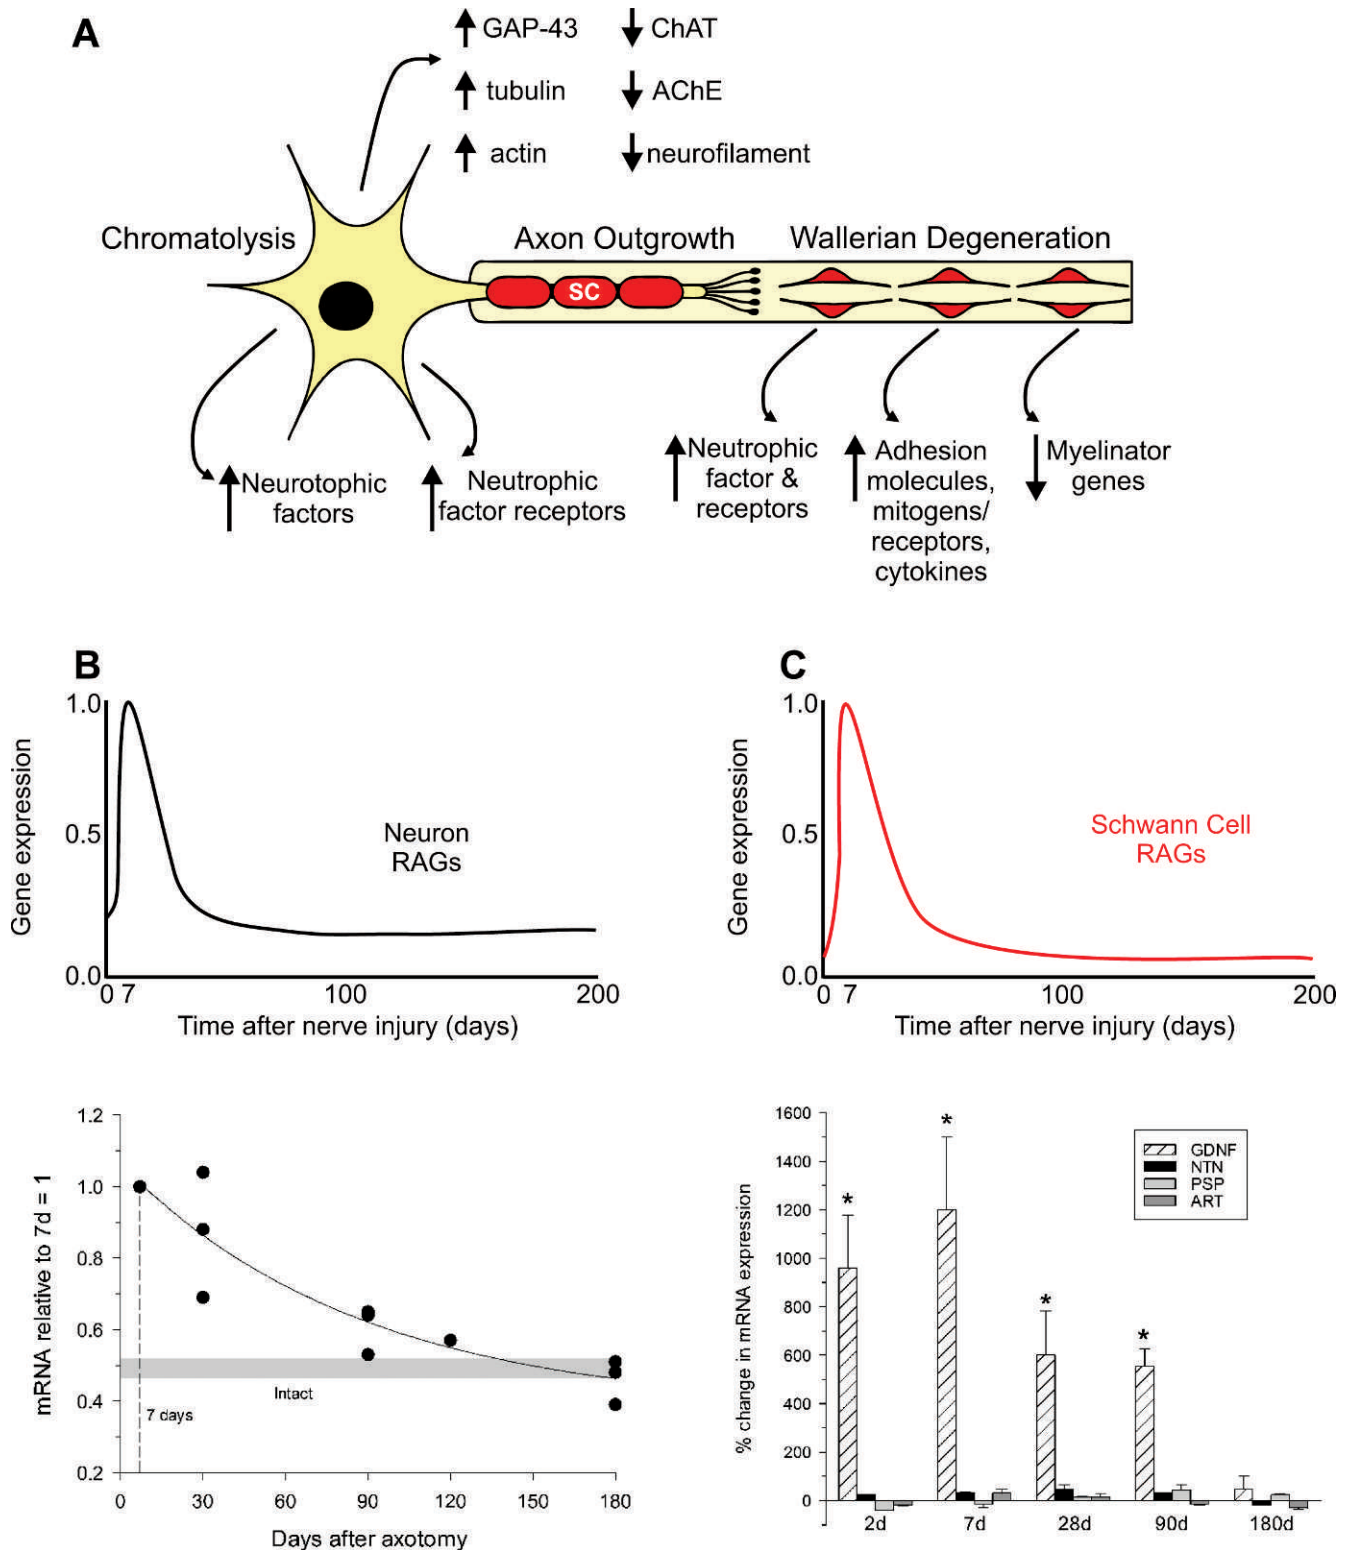 A
GAP-43 ChAT
tubulin AChE
actin neurofilament
Chromatolysis Axon Outgrowth Wallerian Degeneration
SC
Neurotophic
factors
Neutrophic
factor receptors
Neutrophic
factor &
receptors
Adhesion
molecules,
mitogens/
receptors,
cytokines
Myelinator
genes
B
1.0
0.5
0.0
Gene expression
Neuron
RAGs
0 7 100 200
Time after nerve injury (days)
C
1.0
0.5
0.0
Gene expression
Schwann Cell
RAGs
0 7 100 200
Time after nerve injury (days)
1.2
1.0
0.8
0.6
0.4
0.2
mRNA relative to 7d = 1
Intact
7 days
0 30 60 90 120 150 180
Days after axotomy
1600
1400
1200
1000
800
600
400
200
0
% change in mRNA expression
* * * *
GDNF
NTN
PSP
ART
2d 7d 28d 90d 180d